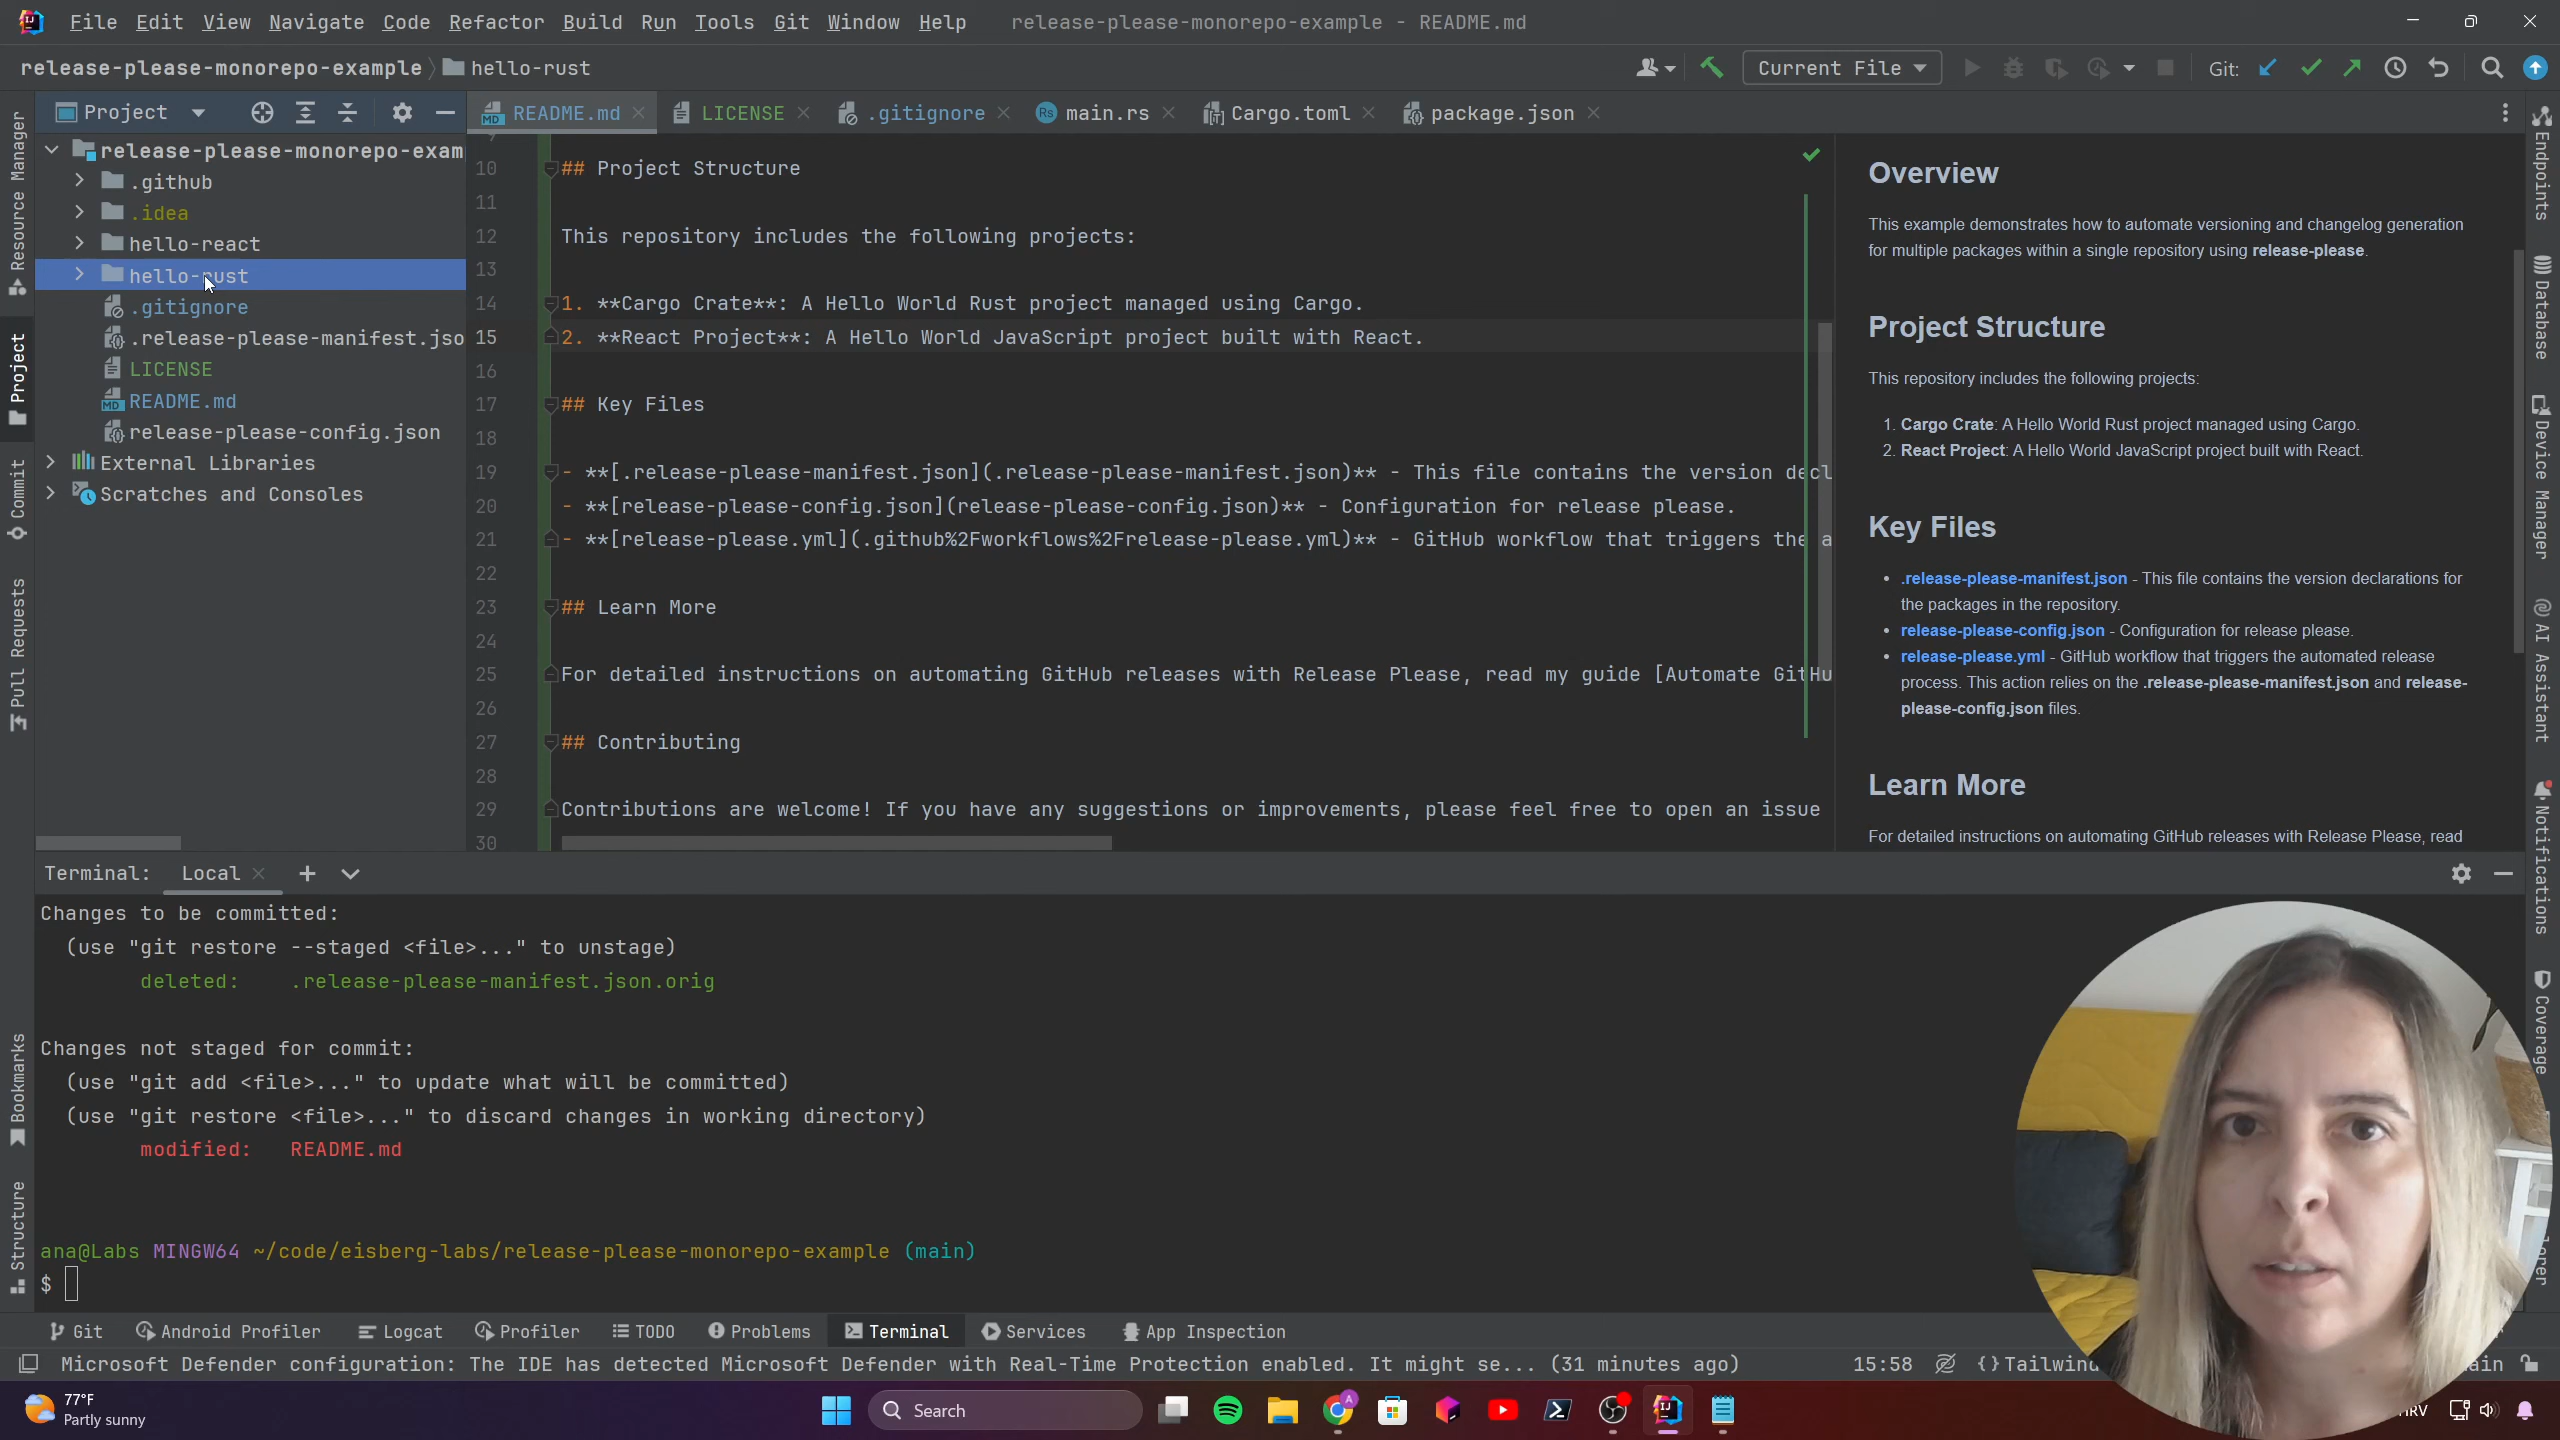 File Edit View Navigate Code Refactor Build Run Tools Git Window Help release-please-monorepo-example - README.md
release-please-monorepo-example hello-rust
Current File
Git:
Project
README.md
LICENSE
.gitignore
main.rs
Cargo.toml
package.json
Resource Manager
Project
Commit
Pull Requests
Bookmarks
Structure
release-please-monorepo-exam
.github
.idea
hello-react
hello-rust
.gitignore
.release-please-manifest.jso
LICENSE
README.md
release-please-config.json
External Libraries
Scratches and Consoles
9
10 ## Project Structure
11
12 This repository includes the following projects:
13
14 1. **Cargo Crate**: A Hello World Rust project managed using Cargo.
15 2. **React Project**: A Hello World JavaScript project built with React.
16
17 ## Key Files
18
19 - **[.release-please-manifest.json](.release-please-manifest.json)** - This file contains the version decl
20 - **[release-please-config.json](release-please-config.json)** - Configuration for release please.
21 - **[release-please.yml](.github%2Fworkflows%2Frelease-please.yml)** - GitHub workflow that triggers the a
22
23 ## Learn More
24
25 For detailed instructions on automating GitHub releases with Release Please, read my guide [Automate GitHu
26
27 ## Contributing
28
29 Contributions are welcome! If you have any suggestions or improvements, please feel free to open an issue
30
Overview
This example demonstrates how to automate versioning and changelog generation
for multiple packages within a single repository using release-please.
Project Structure
This repository includes the following projects:
1. Cargo Crate: A Hello World Rust project managed using Cargo.
2. React Project: A Hello World JavaScript project built with React.
Key Files
• .release-please-manifest.json - This file contains the version declarations for
the packages in the repository.
• release-please-config.json - Configuration for release please.
• release-please.yml - GitHub workflow that triggers the automated release
process. This action relies on the .release-please-manifest.json and release-
please-config.json files.
Learn More
For detailed instructions on automating GitHub releases with Release Please, read
Endpoints
Database
Device Manager
AI Assistant
Notifications
Coverage
Terminal: Local
Changes to be committed:
(use "git restore --staged <file>..." to unstage)
deleted: .release-please-manifest.json.orig
Changes not staged for commit:
(use "git add <file>..." to update what will be committed)
(use "git restore <file>..." to discard changes in working directory)
modified: README.md
ana@Labs MINGW64 ~/code/eisberg-labs/release-please-monorepo-example (main)
$
Git Android Profiler Logcat Profiler TODO Problems Terminal Services App Inspection
Microsoft Defender configuration: The IDE has detected Microsoft Defender with Real-Time Protection enabled. It might se... (31 minutes ago) 15:58 Tailwind ain
77°F
Partly sunny
Search
HRV